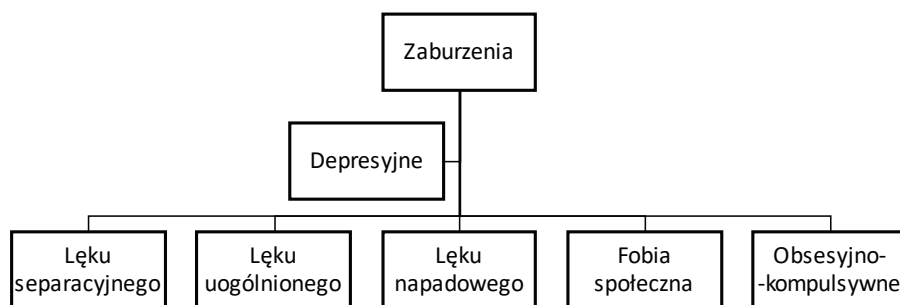 Zaburzenia
Depresyjne
Lęku
separacyjnego
Lęku
uogólnionego
Lęku
napadowego
Fobia
społeczna
Obsesyjno-
-kompulsywne